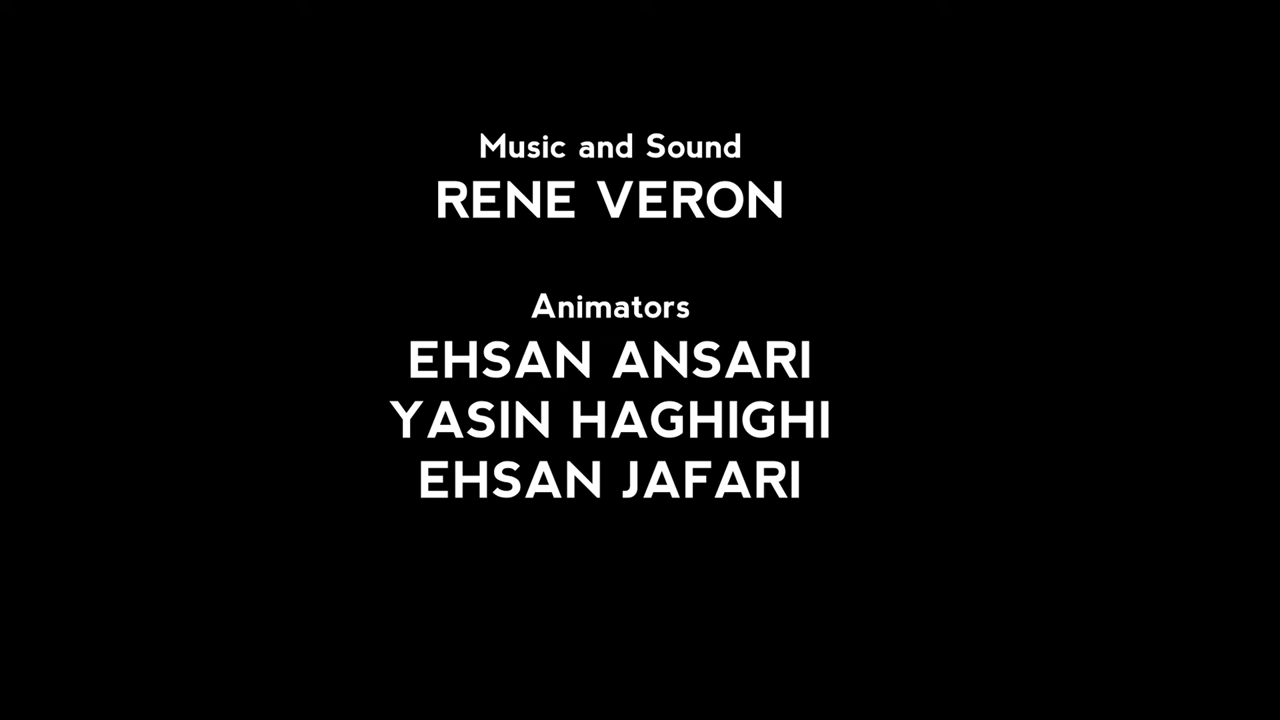 Music and Sound
RENE VERON
Animators
EHSAN ANSARI
YASIN HAGHIGHI
EHSAN JAFARI